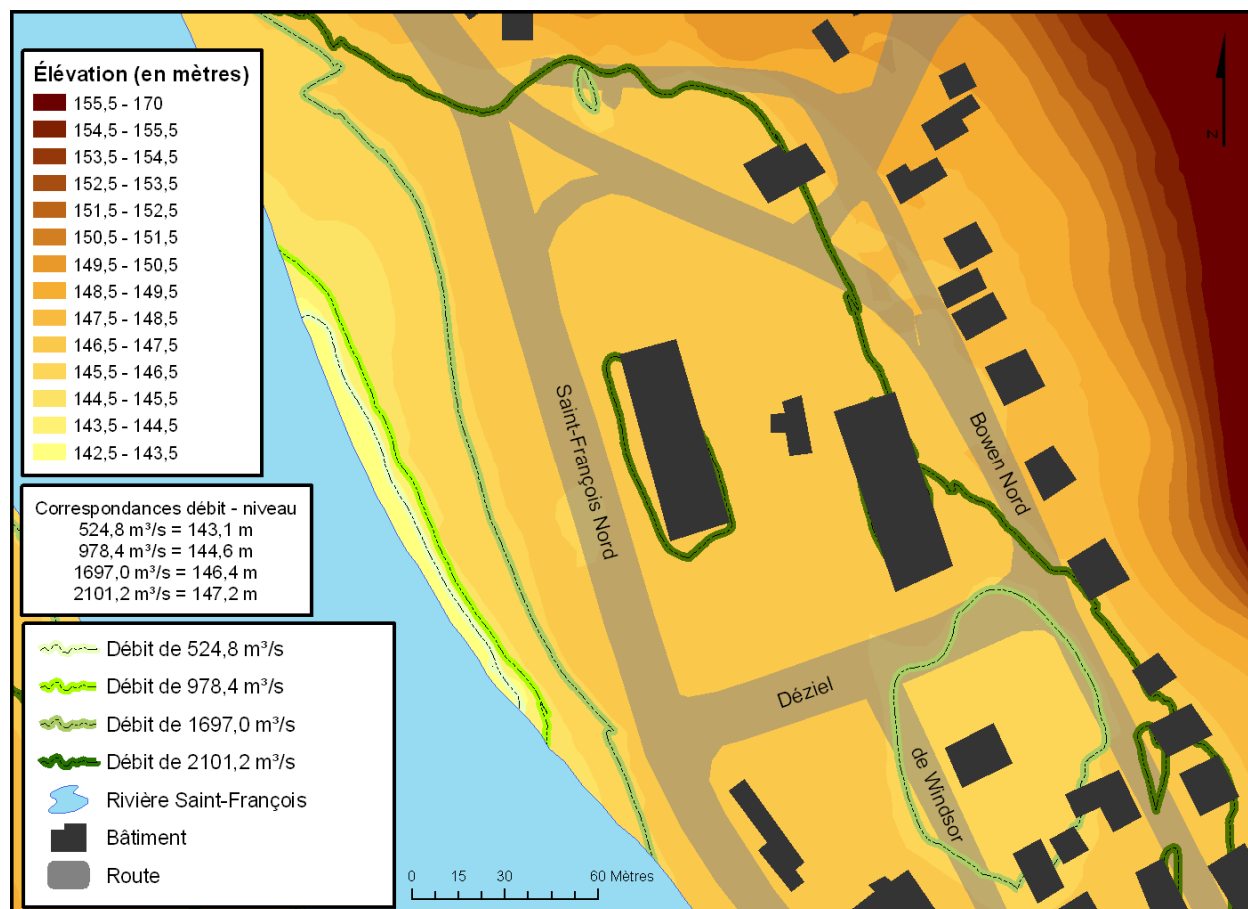 Élévation (en mètres)
155,5 - 170
154,5 - 155,5
153,5 - 154,5
152,5 - 153,5
151,5 - 152,5
150,5 - 151,5
149,5 - 150,5
148,5 - 149,5
147,5 - 148,5
146,5 - 147,5
145,5 - 146,5
144,5 - 145,5
143,5 - 144,5
142,5 - 143,5
Correspondances débit - niveau
524,8 m³/s = 143,1 m
978,4 m³/s = 144,6 m
1697,0 m³/s = 146,4 m
2101,2 m³/s = 147,2 m
Débit de 524,8 m³/s
Débit de 978,4 m³/s
Débit de 1697,0 m³/s
Débit de 2101,2 m³/s
Rivière Saint-François
Bâtiment
Route
N
Saint-François Nord
Bowen Nord
Déziel
de Windsor
0 15 30 60 Mètres